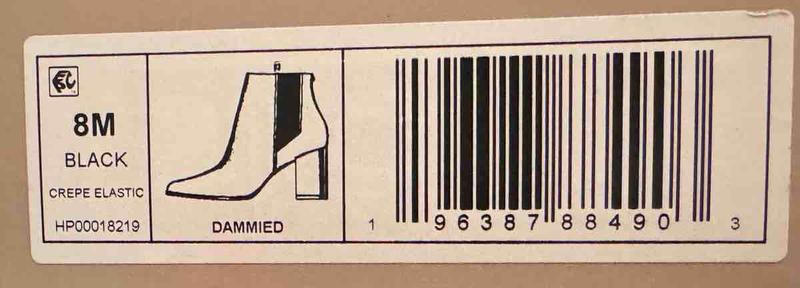 8M
BLACK
CREPE ELASTIC
HP00018219
DAMMIED
1 96387 88490 3